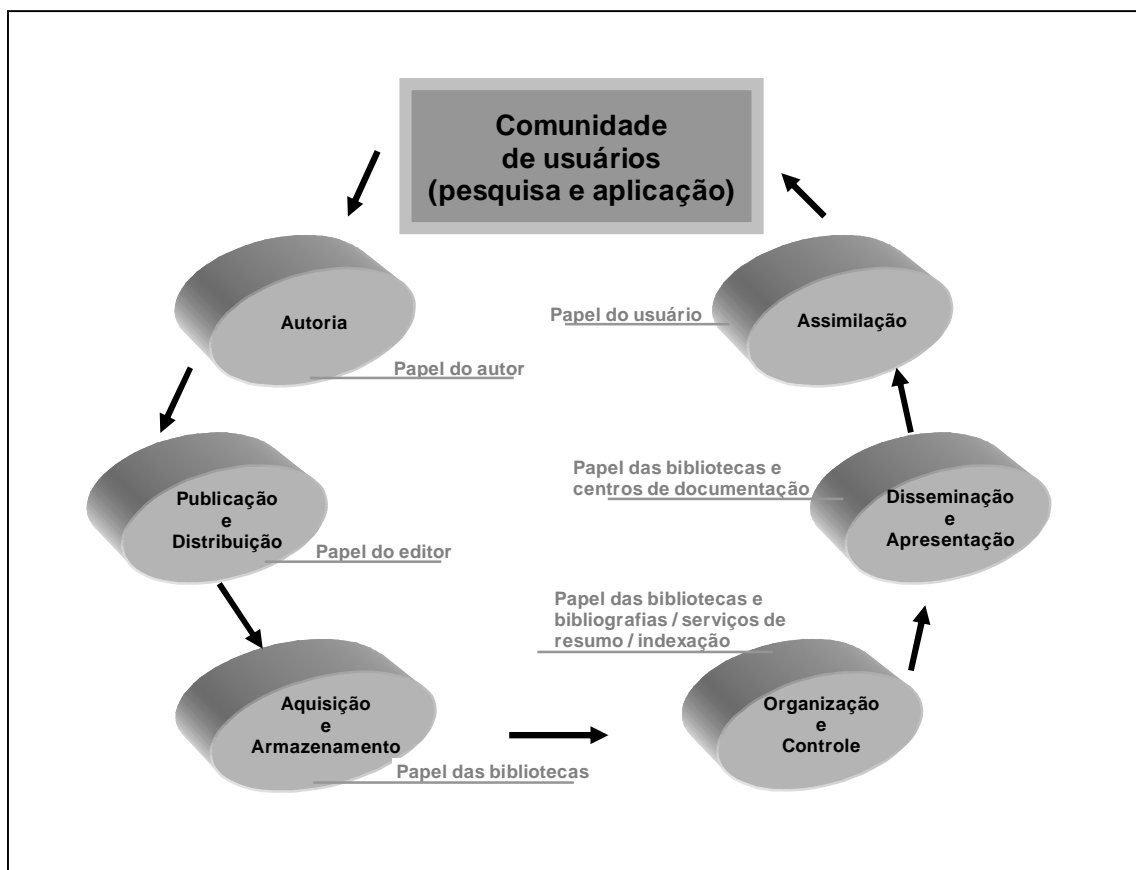 Comunidade
de usuários
(pesquisa e aplicação)
Autoria
Papel do autor
Publicação
e
Distribuição
Papel do editor
Aquisição
e
Armazenamento
Papel das bibliotecas
Organização
e
Controle
Papel das bibliotecas e
bibliografias / serviços de
resumo / indexação
Disseminação
e
Apresentação
Papel das bibliotecas e
centros de documentação
Assimilação
Papel do usuário